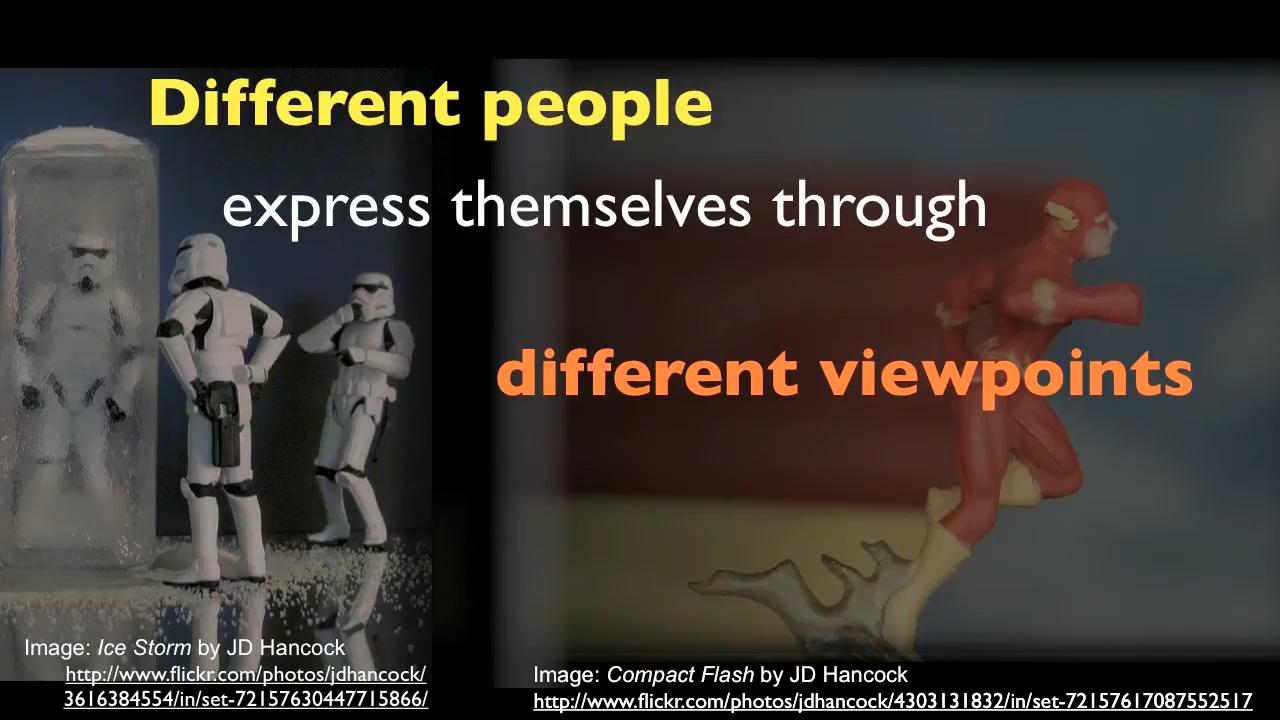 Different people
express themselves through
different viewpoints
Image: Ice Storm by JD Hancock
http://www.flickr.com/photos/jdhancock/
3616384554/in/set-72157630447715866/
Image: Compact Flash by JD Hancock
http://www.flickr.com/photos/jdhancock/4303131832/in/set-72157617087552517